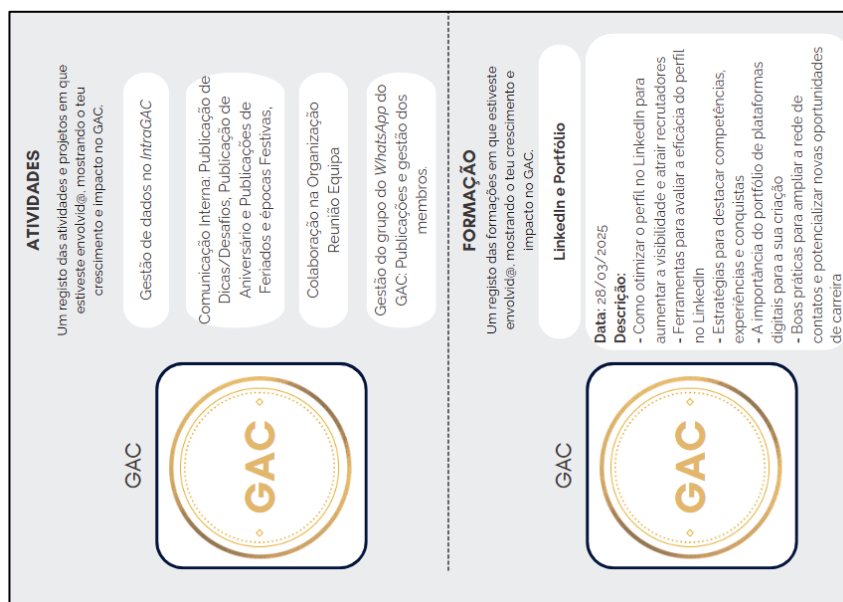 ATIVIDADES
Um registo das atividades e projetos em que
estiveste envolvid@, mostrando o teu
crescimento e impacto no GAC.
GAC
GAC
Gestão de dados no IntraGAC
Comunicação Interna: Publicação de
Dicas/Desafios, Publicação de
Aniversário e Publicações de
Feriados e épocas Festivas,
Colaboração na Organização
Reunião Equipa
Gestão do grupo do WhatsApp do
GAC: Publicações e gestão dos
membros.
FORMAÇÃO
Um registo das formações em que estiveste
envolvid@, mostrando o teu crescimento e
impacto no GAC.
GAC
GAC
LinkedIn e Portfólio
Data: 28/03/2025
Descrição:
- Como otimizar o perfil no LinkedIn para
aumentar a visibilidade e atrair recrutadores
- Ferramentas para avaliar a eficácia do perfil
no LinkedIn
- Estratégias para destacar competências,
experiências e conquistas
- A importância do portfólio de plataformas
digitais para a sua criação
- Boas práticas para ampliar a rede de
contatos e potencializar novas oportunidades
de carreira